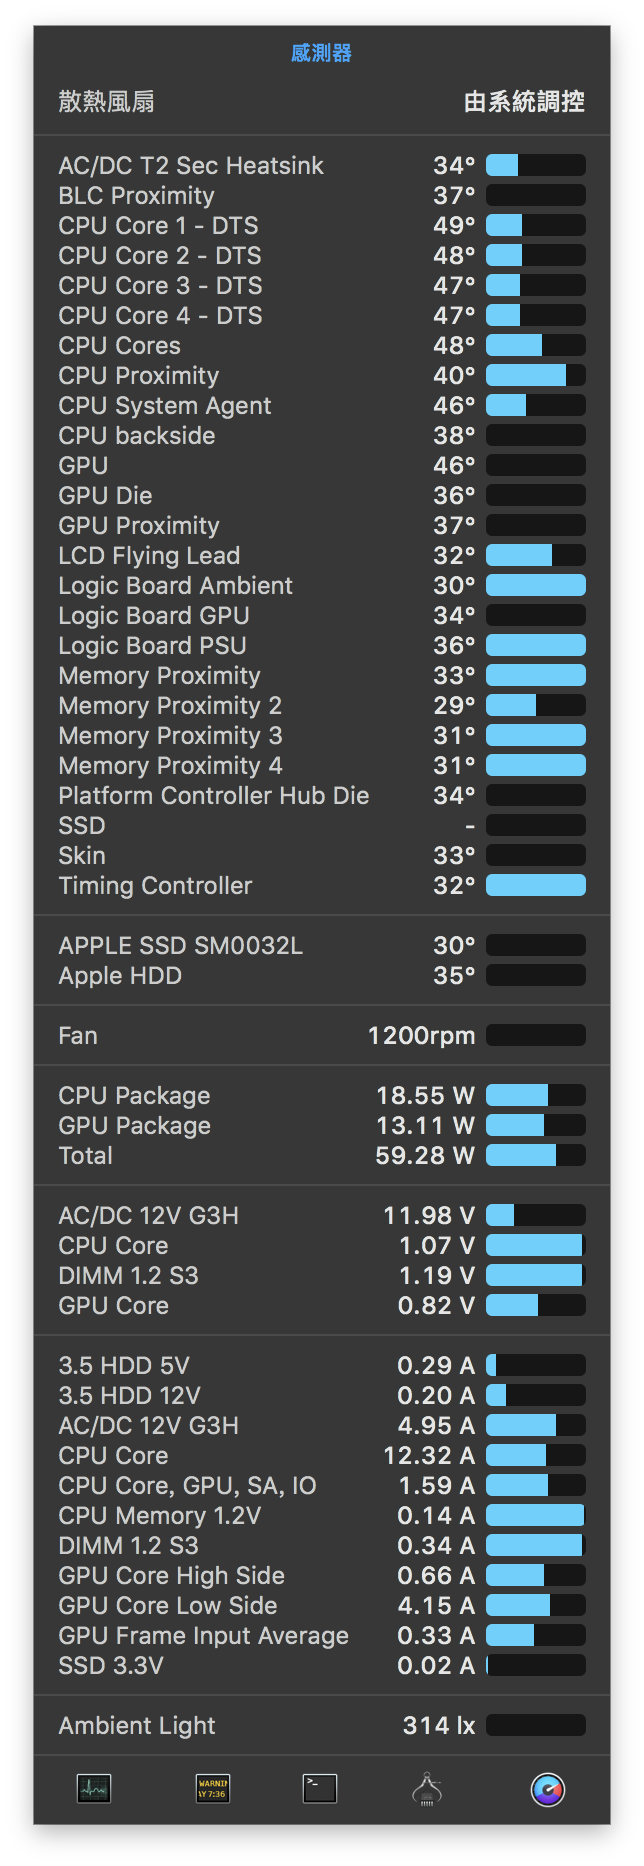 感測器
散熱風扇 由系統調控
AC/DC T2 Sec Heatsink 34°
BLC Proximity 37°
CPU Core 1 - DTS 49°
CPU Core 2 - DTS 48°
CPU Core 3 - DTS 47°
CPU Core 4 - DTS 47°
CPU Cores 48°
CPU Proximity 40°
CPU System Agent 46°
CPU backside 38°
GPU 46°
GPU Die 36°
GPU Proximity 37°
LCD Flying Lead 32°
Logic Board Ambient 30°
Logic Board GPU 34°
Logic Board PSU 36°
Memory Proximity 33°
Memory Proximity 2 29°
Memory Proximity 3 31°
Memory Proximity 4 31°
Platform Controller Hub Die 34°
SSD -
Skin 33°
Timing Controller 32°
APPLE SSD SM0032L 30°
Apple HDD 35°
Fan 1200rpm
CPU Package 18.55 W
GPU Package 13.11 W
Total 59.28 W
AC/DC 12V G3H 11.98 V
CPU Core 1.07 V
DIMM 1.2 S3 1.19 V
GPU Core 0.82 V
3.5 HDD 5V 0.29 A
3.5 HDD 12V 0.20 A
AC/DC 12V G3H 4.95 A
CPU Core 12.32 A
CPU Core, GPU, SA, IO 1.59 A
CPU Memory 1.2V 0.14 A
DIMM 1.2 S3 0.34 A
GPU Core High Side 0.66 A
GPU Core Low Side 4.15 A
GPU Frame Input Average 0.33 A
SSD 3.3V 0.02 A
Ambient Light 314 lx
WARNIN
AY 7:36
>_